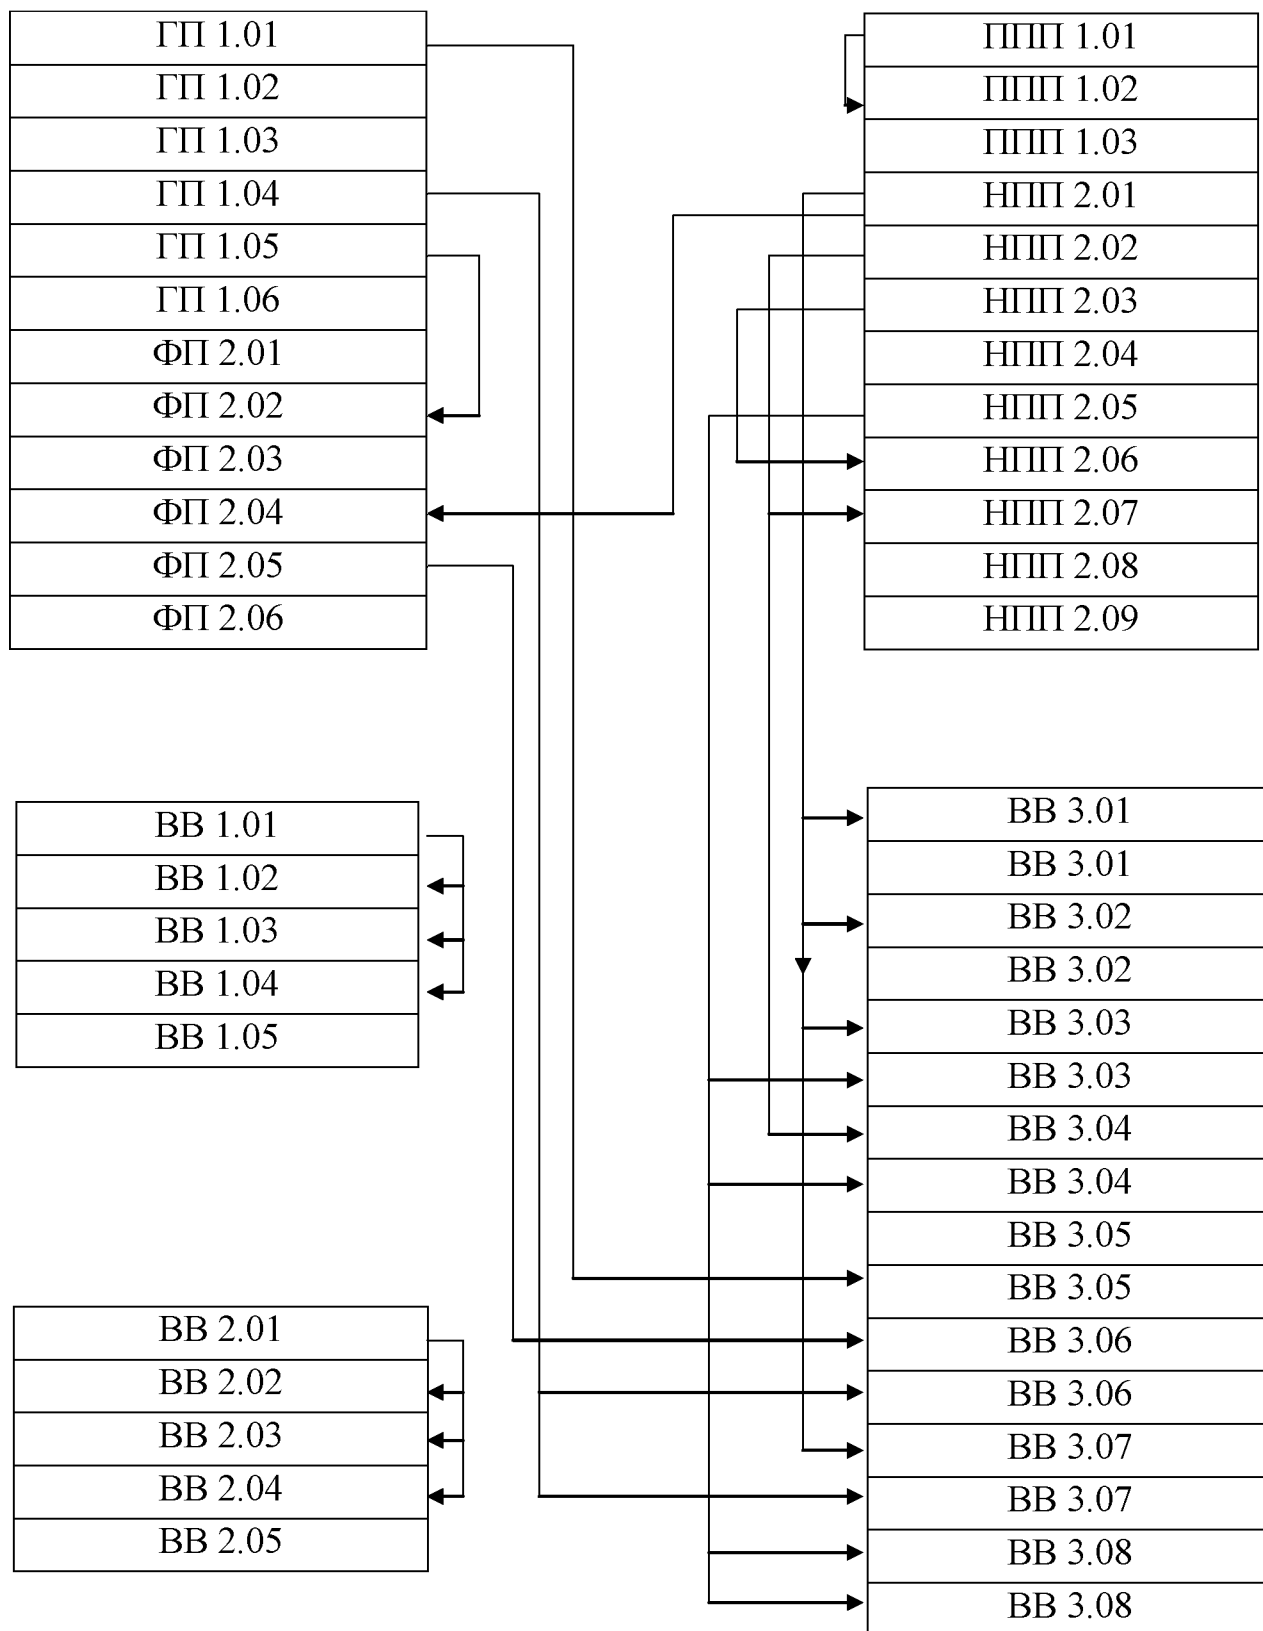 ГП 1.01
ГП 1.02
ГП 1.03
ГП 1.04
ГП 1.05
ГП 1.06
ФП 2.01
ФП 2.02
ФП 2.03
ФП 2.04
ФП 2.05
ФП 2.06
ППП 1.01
ППП 1.02
ППП 1.03
НПП 2.01
НПП 2.02
НПП 2.03
НПП 2.04
НПП 2.05
НПП 2.06
НПП 2.07
НПП 2.08
НПП 2.09
ВВ 1.01
ВВ 1.02
ВВ 1.03
ВВ 1.04
ВВ 1.05
ВВ 2.01
ВВ 2.02
ВВ 2.03
ВВ 2.04
ВВ 2.05
ВВ 3.01
ВВ 3.01
ВВ 3.02
ВВ 3.02
ВВ 3.03
ВВ 3.03
ВВ 3.04
ВВ 3.04
ВВ 3.05
ВВ 3.05
ВВ 3.06
ВВ 3.06
ВВ 3.07
ВВ 3.07
ВВ 3.08
ВВ 3.08